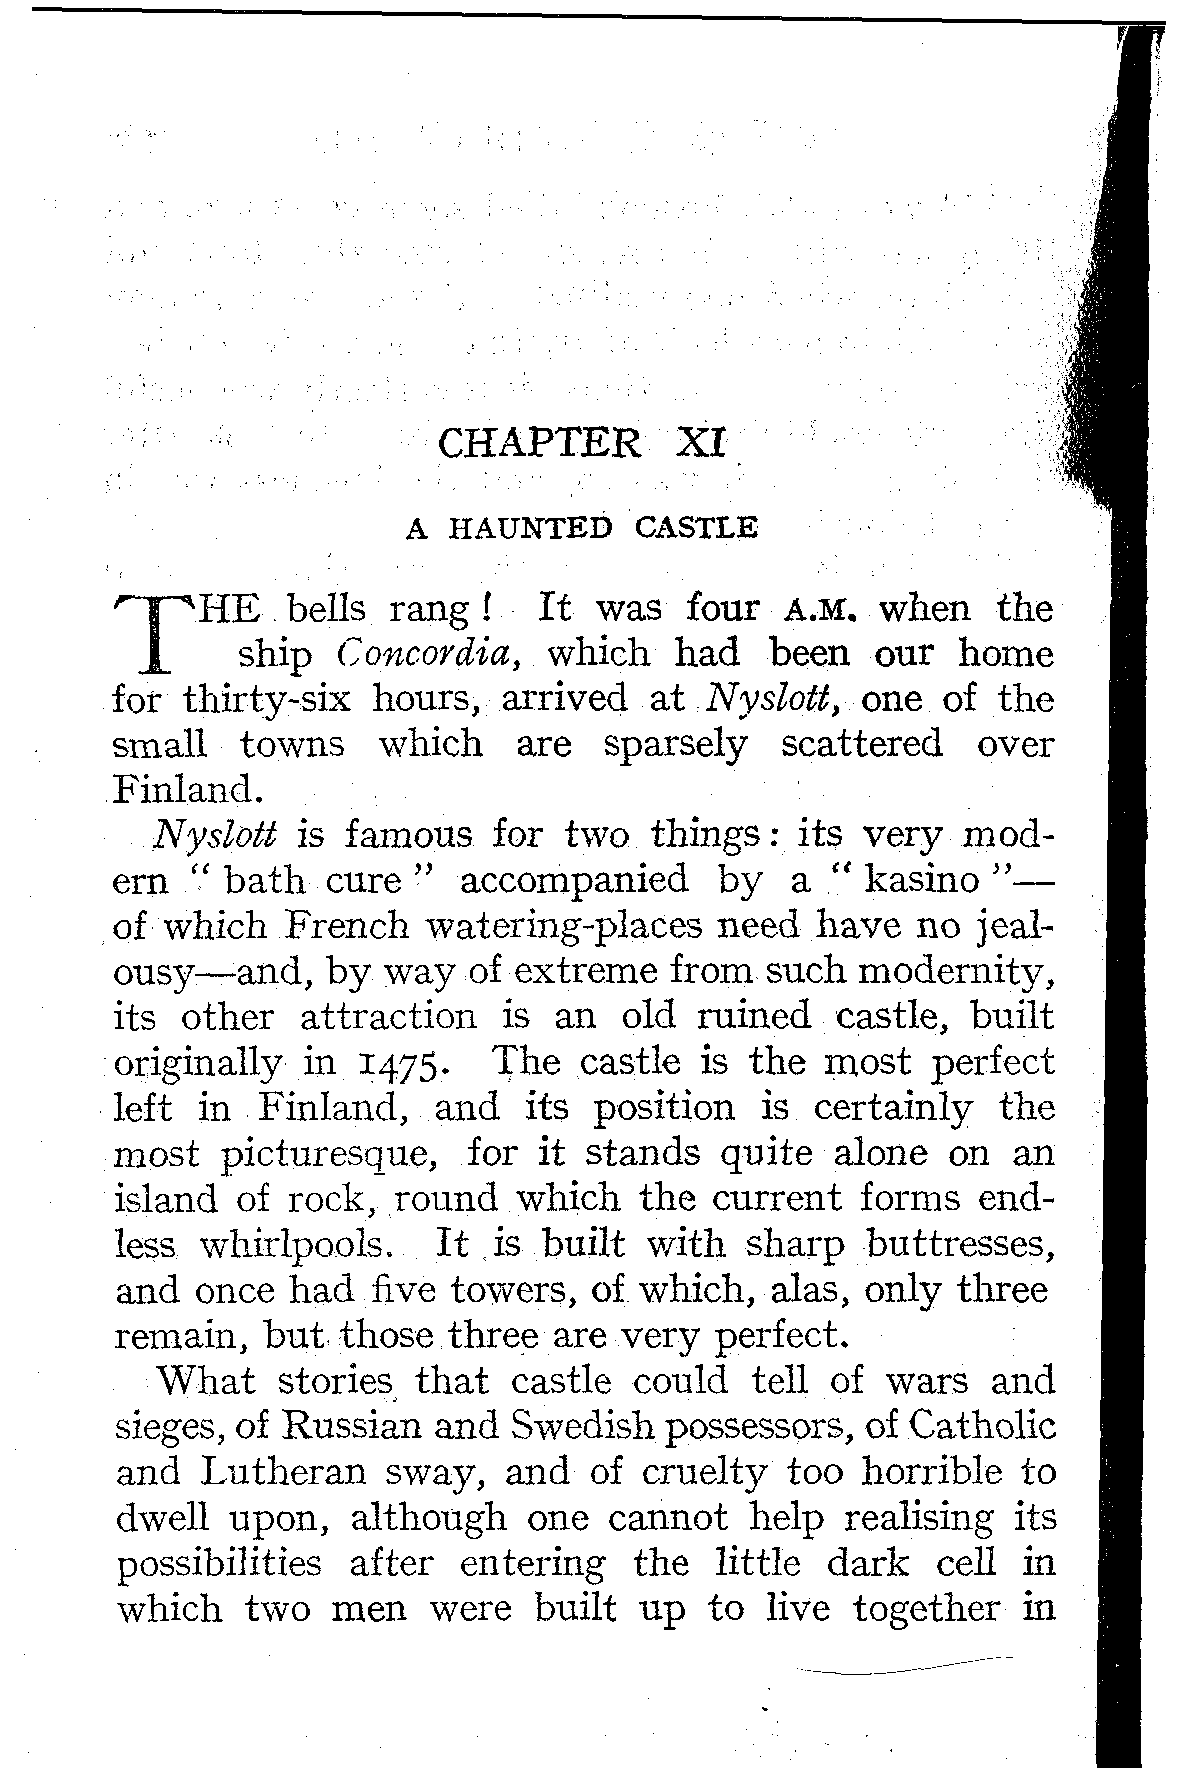 CHAPTER XI
A HAUNTED CASTLE
THE bells rang! It was four A.M. when the
ship Concordia, which had been our home
for thirty-six hours, arrived at Nyslott, one of the
small towns which are sparsely scattered over
Finland.
Nyslott is famous for two things: its very mod-
ern “ bath cure ” accompanied by a “ kasino ”—
of which French watering-places need have no jeal-
ousy—and, by way of extreme from such modernity,
its other attraction is an old ruined castle, built
originally in 1475. The castle is the most perfect
left in Finland, and its position is certainly the
most picturesque, for it stands quite alone on an
island of rock, round which the current forms end-
less whirlpools. It is built with sharp buttresses,
and once had five towers, of which, alas, only three
remain, but those three are very perfect.
What stories that castle could tell of wars and
sieges, of Russian and Swedish possessors, of Catholic
and Lutheran sway, and of cruelty too horrible to
dwell upon, although one cannot help realising its
possibilities after entering the little dark cell in
which two men were built up to live together in